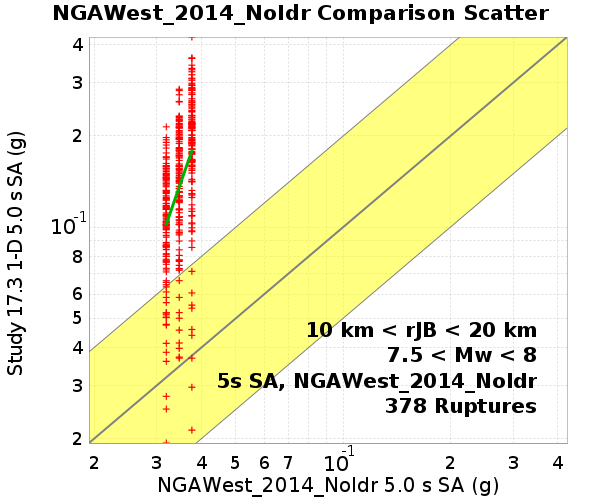 NGAWest_2014_NoIdr Comparison Scatter
Study 17.3 1-D 5.0 s SA (g)
4
3
2
10⁻¹
8
6
5
4
3
2
10 km < rJB < 20 km
7.5 < Mw < 8
5s SA, NGAWest_2014_NoIdr
378 Ruptures
2 3 4 5 6 7 10⁻¹ 2 3 4
NGAWest_2014_NoIdr 5.0 s SA (g)